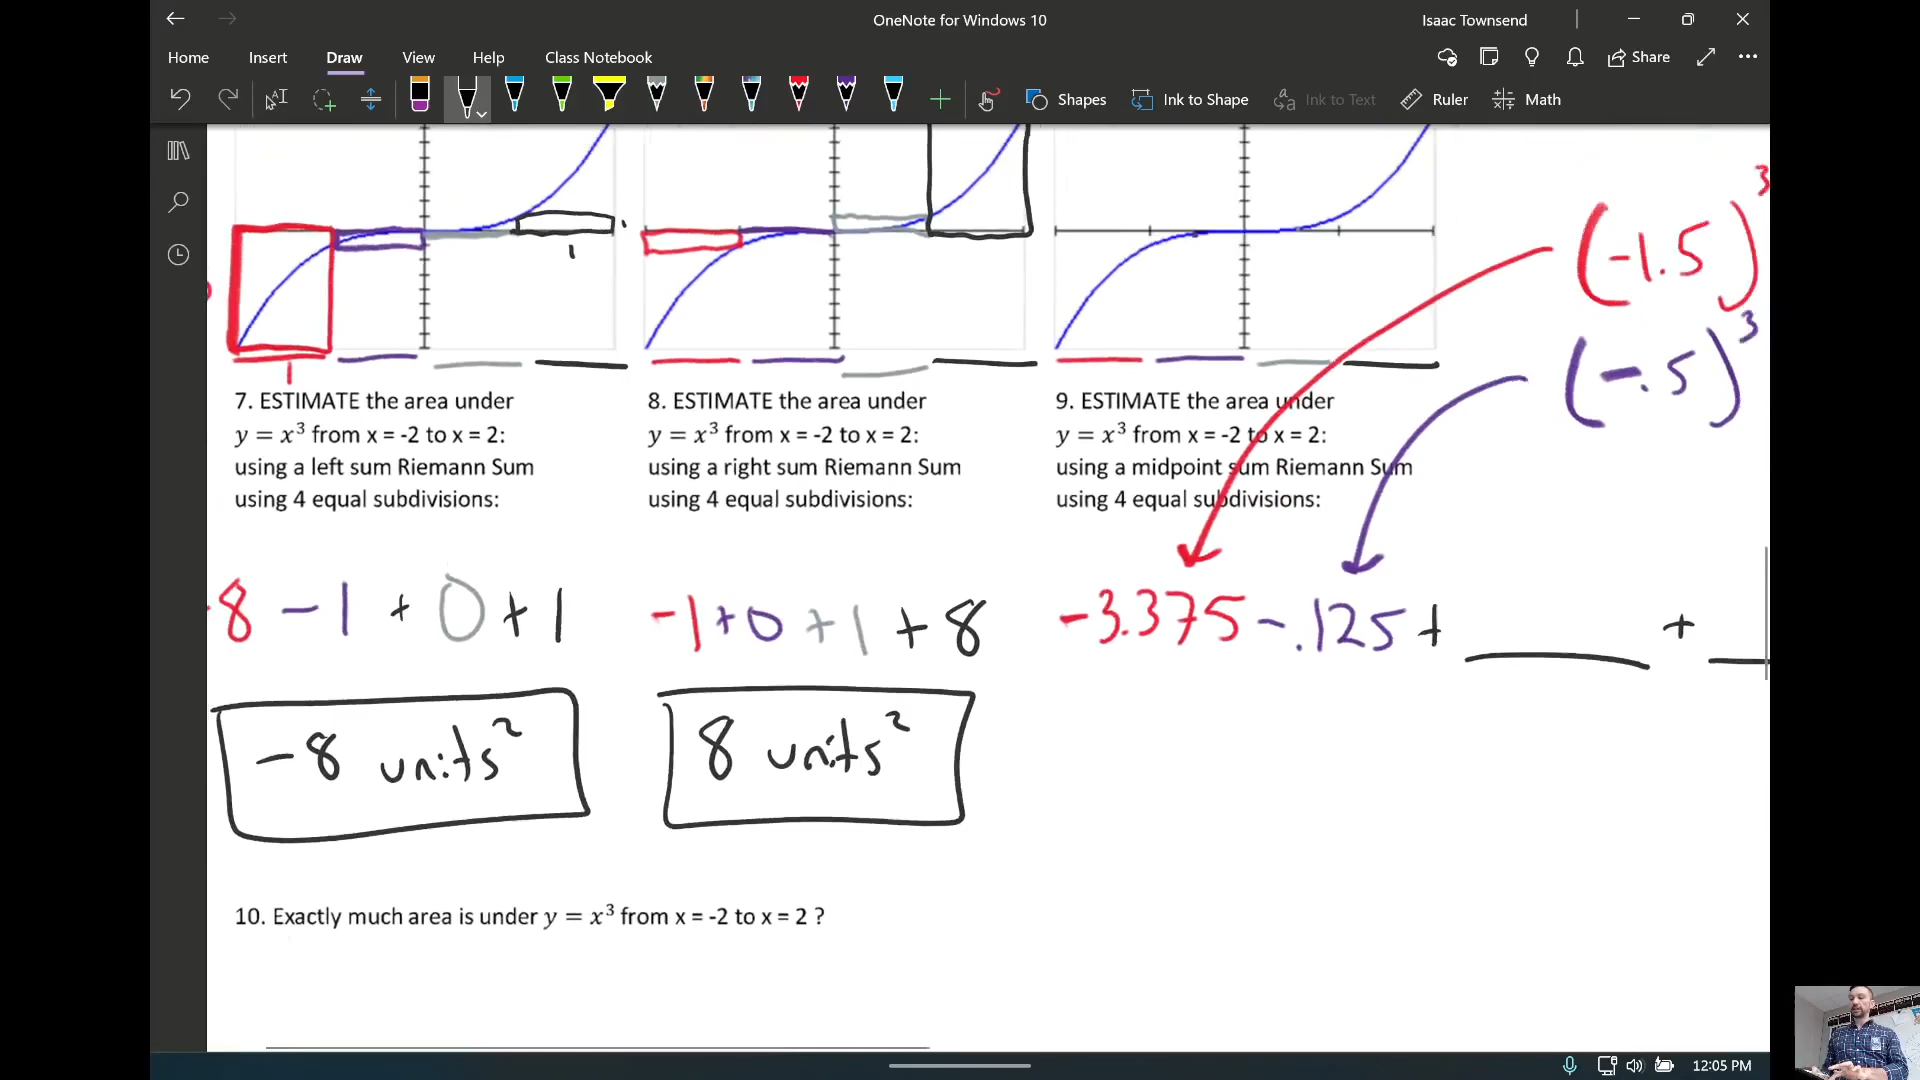 OneNote for Windows 10
Isaac Townsend
Home Insert Draw View Help Class Notebook
Share
Shapes
Ink to Shape
Ink to Text
Ruler
Math
1
1
(-1.5)³
(-.5)³
7. ESTIMATE the area under
y = x³ from x = -2 to x = 2:
using a left sum Riemann Sum
using 4 equal subdivisions:
8 - 1 + 0 + 1
-8 units²
8. ESTIMATE the area under
y = x³ from x = -2 to x = 2:
using a right sum Riemann Sum
using 4 equal subdivisions:
-1 + 0 + 1 + 8
8 units²
9. ESTIMATE the area under
y = x³ from x = -2 to x = 2:
using a midpoint sum Riemann Sum
using 4 equal subdivisions:
-3.375 - .125 + ____ + __
10. Exactly much area is under y = x³ from x = -2 to x = 2 ?
12:05 PM